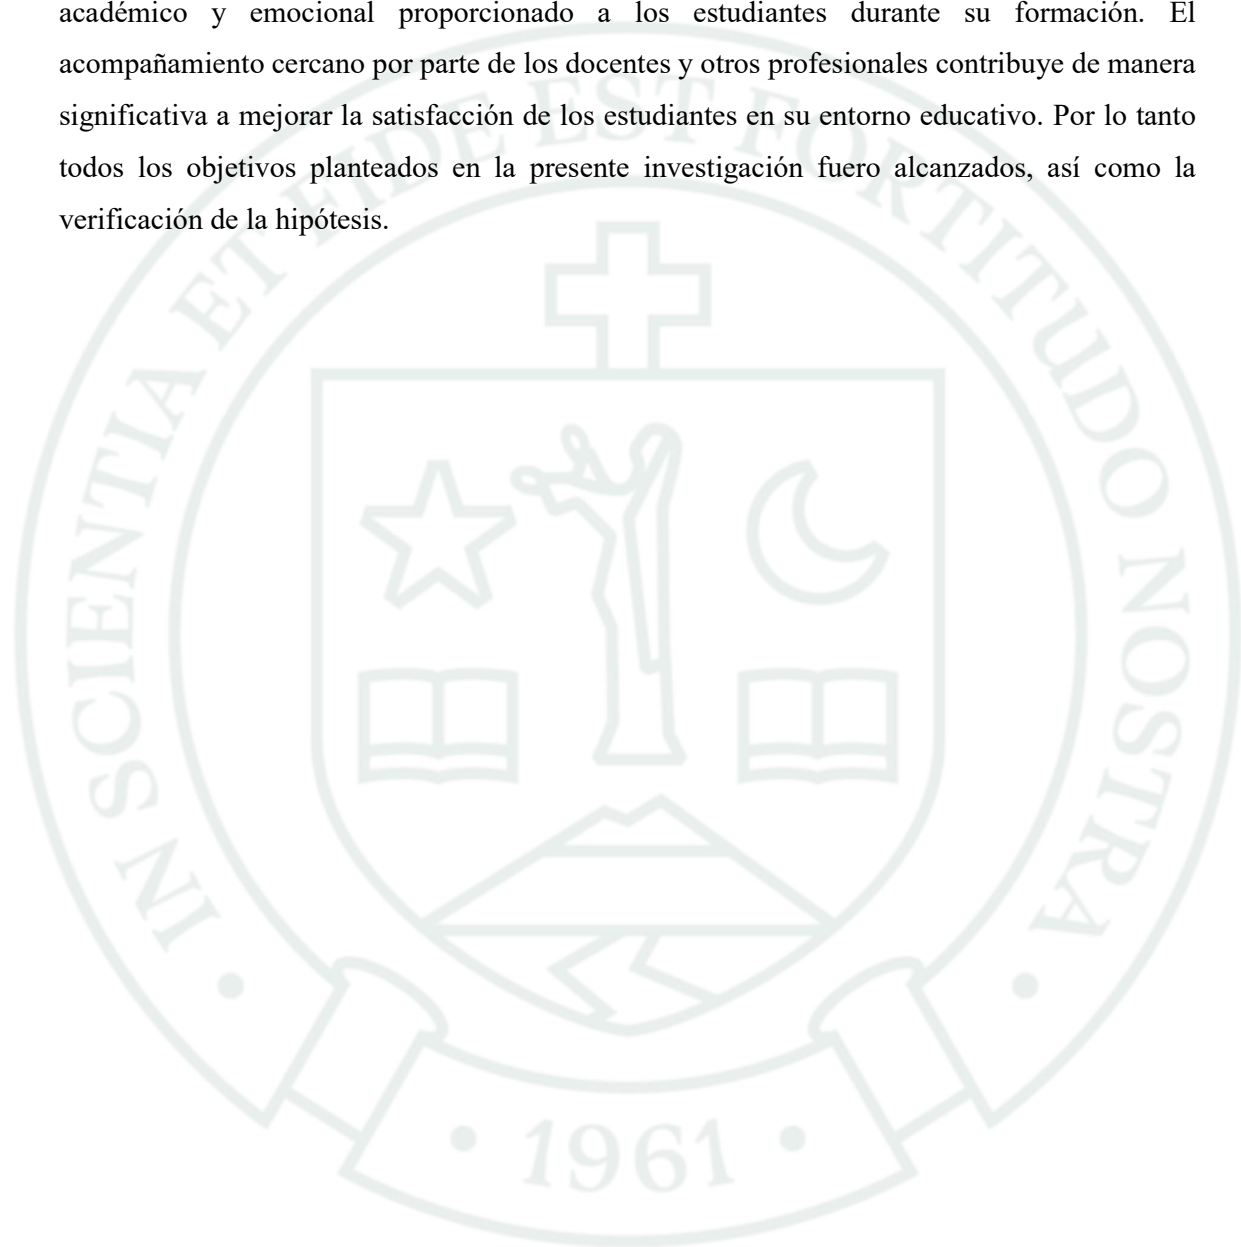 académico y emocional proporcionado a los estudiantes durante su formación. El
acompañamiento cercano por parte de los docentes y otros profesionales contribuye de manera
significativa a mejorar la satisfacción de los estudiantes en su entorno educativo. Por lo tanto
todos los objetivos planteados en la presente investigación fuero alcanzados, así como la
verificación de la hipótesis.
IN SCIENTIA ET FIDE EST FORTITUDO NOSTRA
• 1961 •